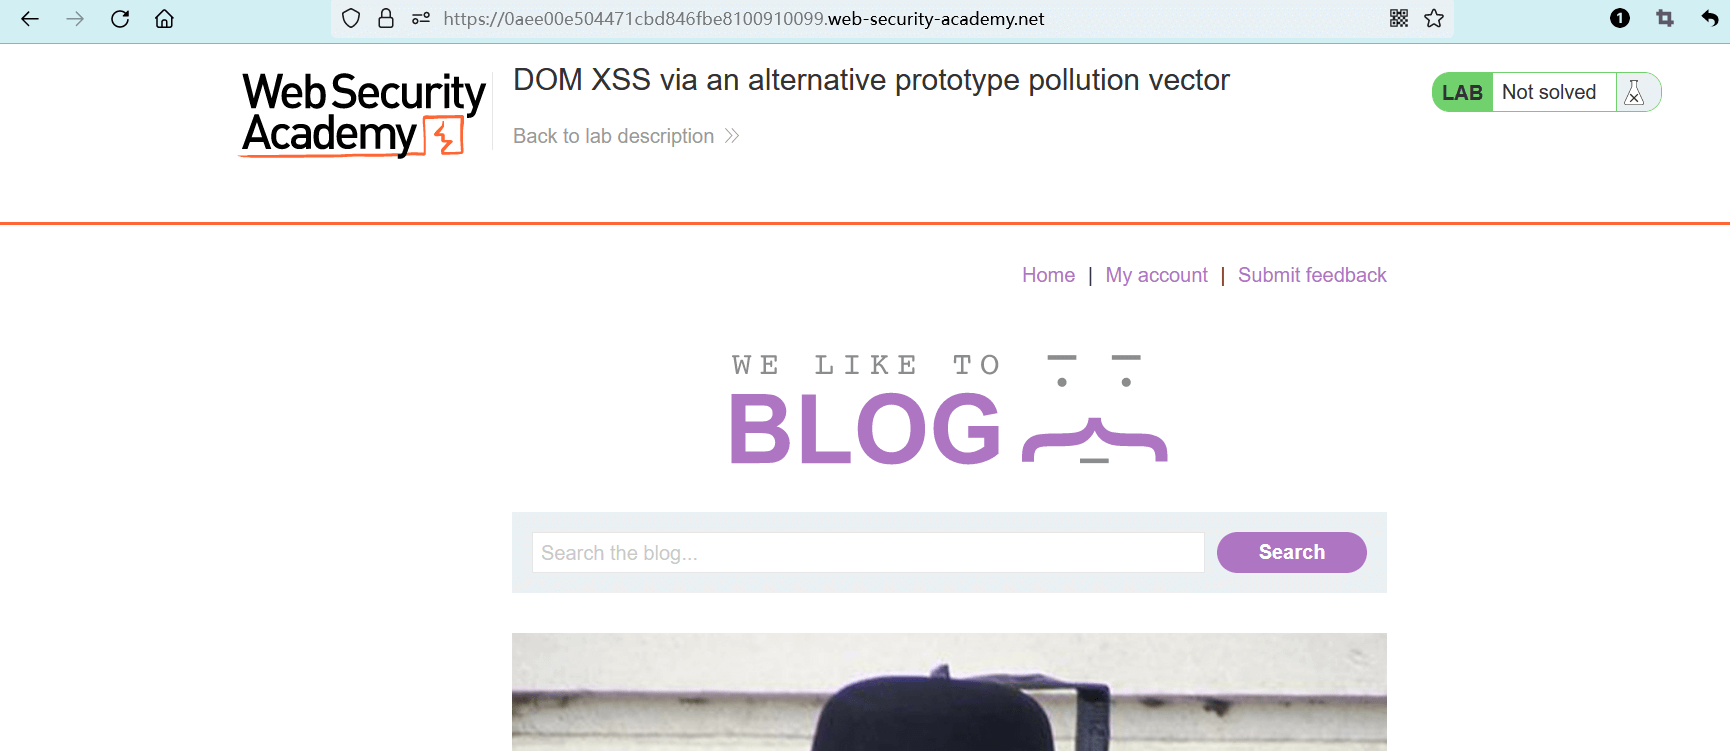 https://0aee00e504471cbd846fbe8100910099.web-security-academy.net
1
Web Security
Academy
DOM XSS via an alternative prototype pollution vector
LAB Not solved
Back to lab description
Home | My account | Submit feedback
WE LIKE TO
BLOG
Search the blog...
Search